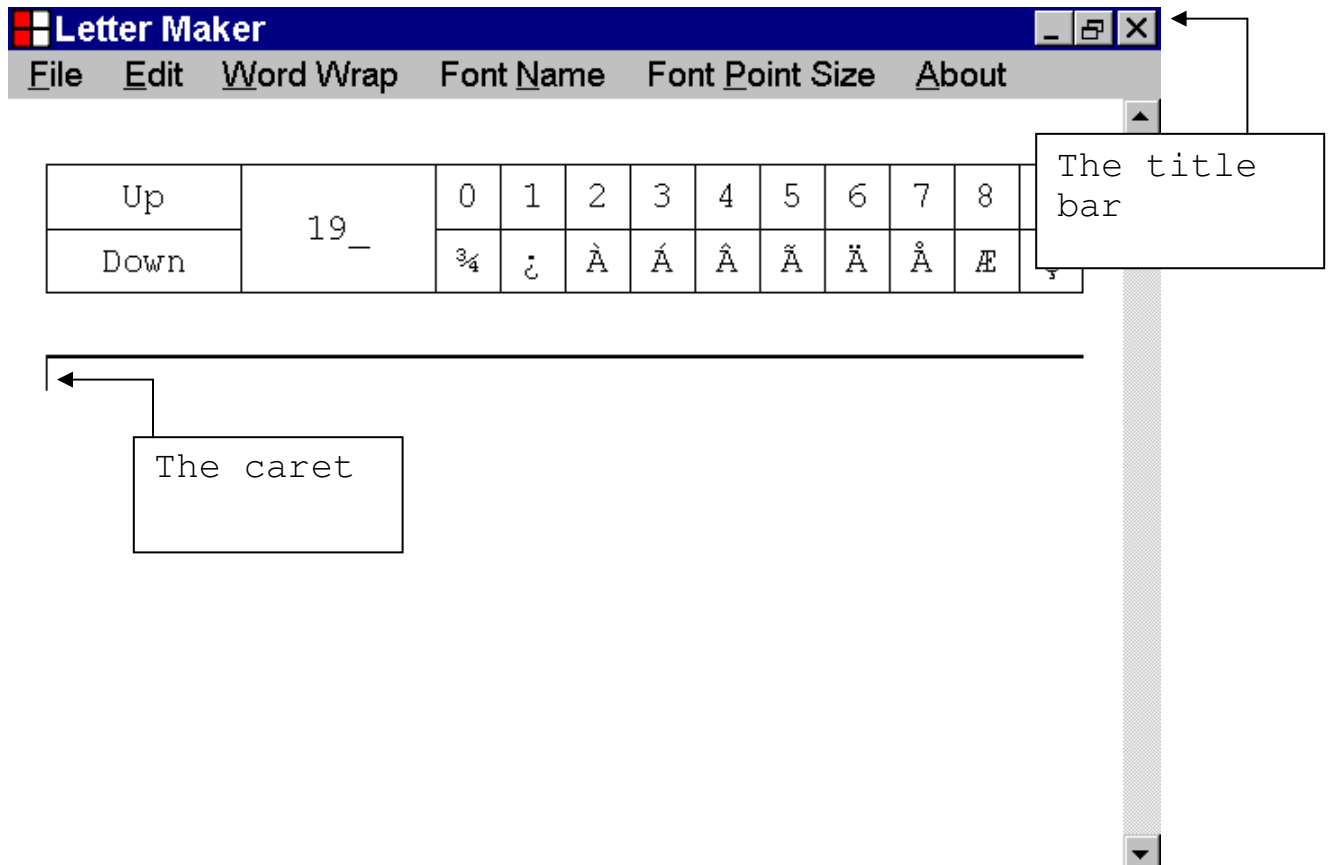 Letter Maker
File Edit Word Wrap Font Name Font Point Size About
The title
bar
Up 19_ 0 1 2 3 4 5 6 7 8
Down ¾ ¿ À Á Â Ã Ä Å Æ
The caret